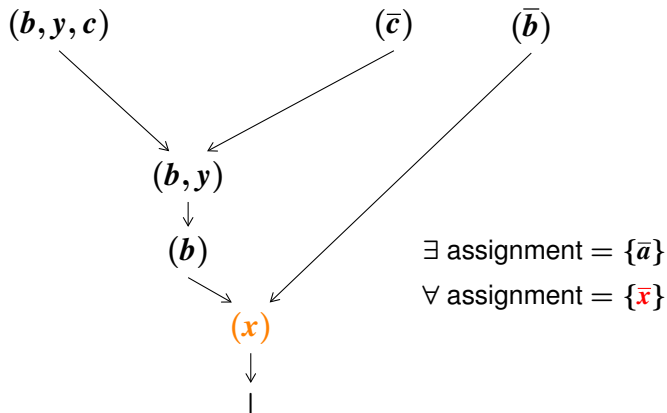 (b, y, c) (c̅) (b̅)
(b, y)
(b)
∃ assignment = {a̅}
∀ assignment = {x̅}
(x)
|